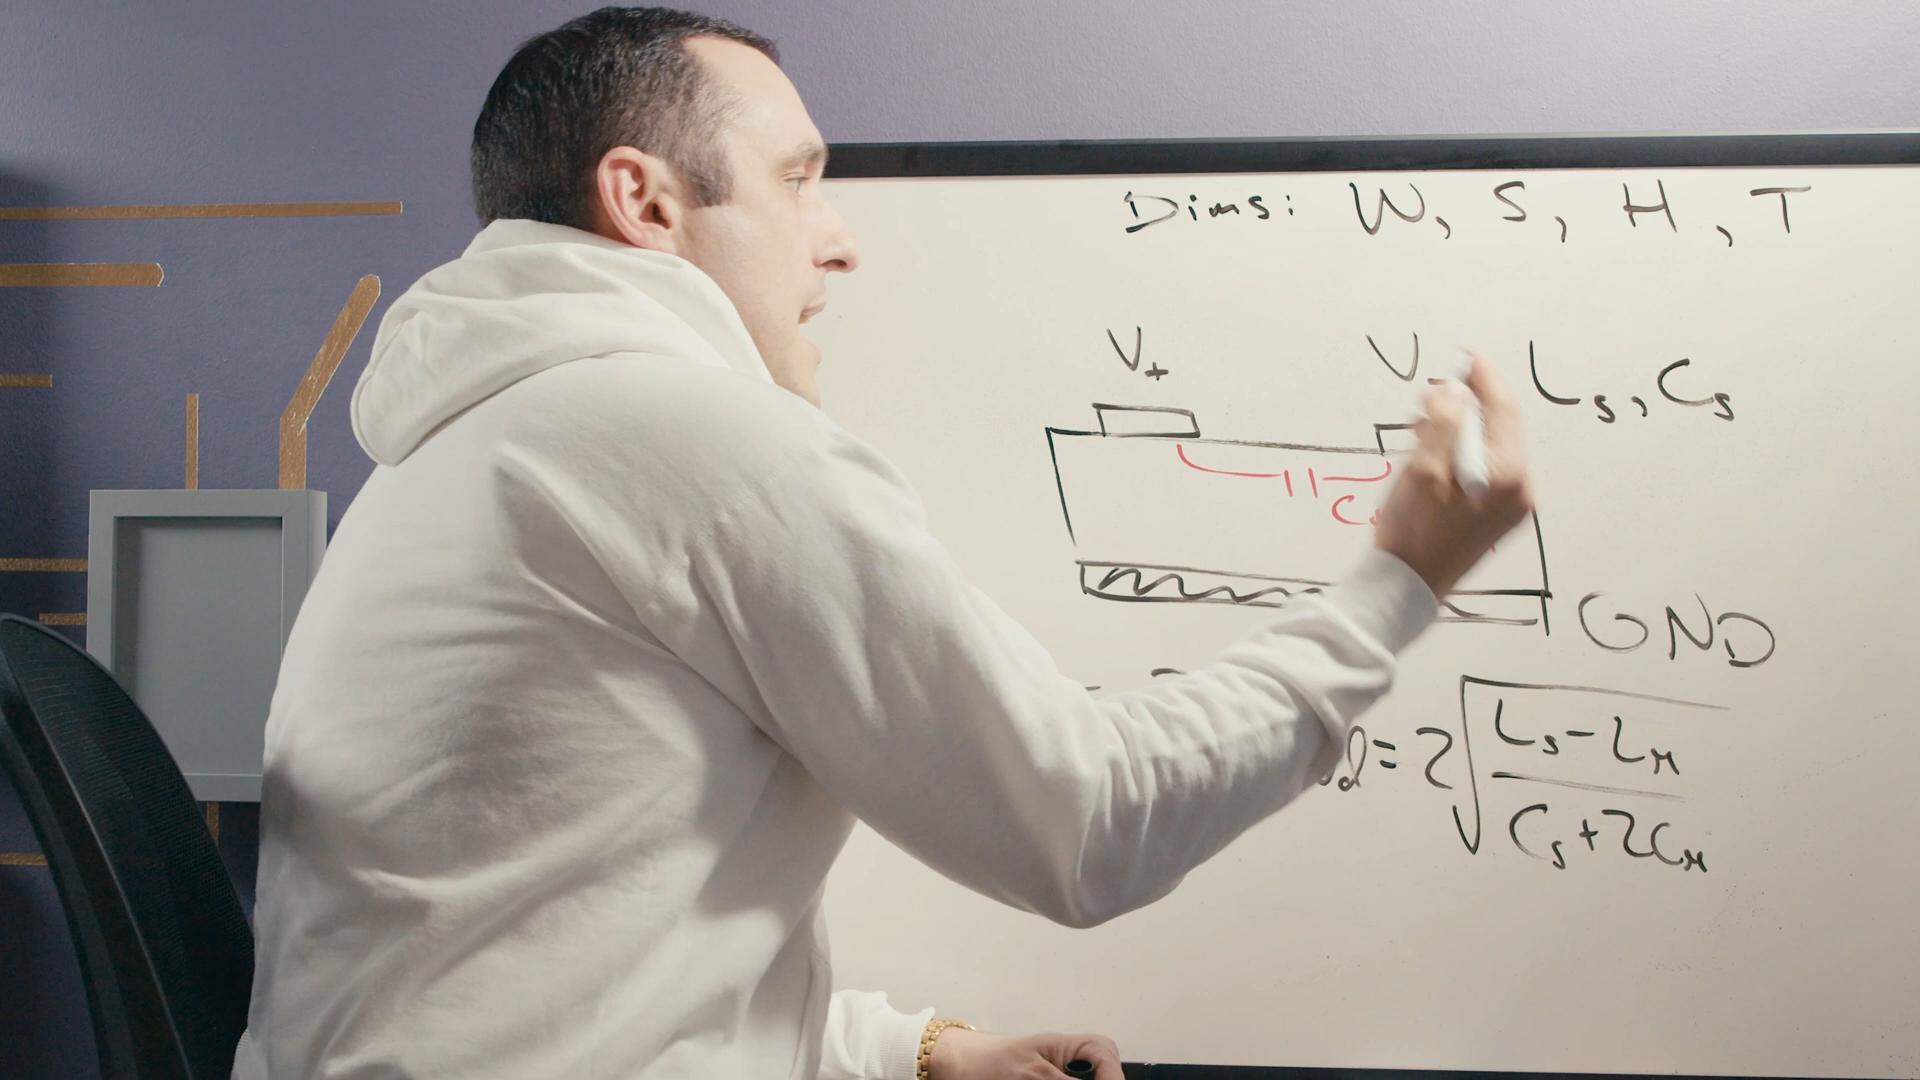 Dims: W, S, H, T
V+ V- Ls, Cs
C
GND
d = 2√((Ls-LM)/(Cs+2CM))